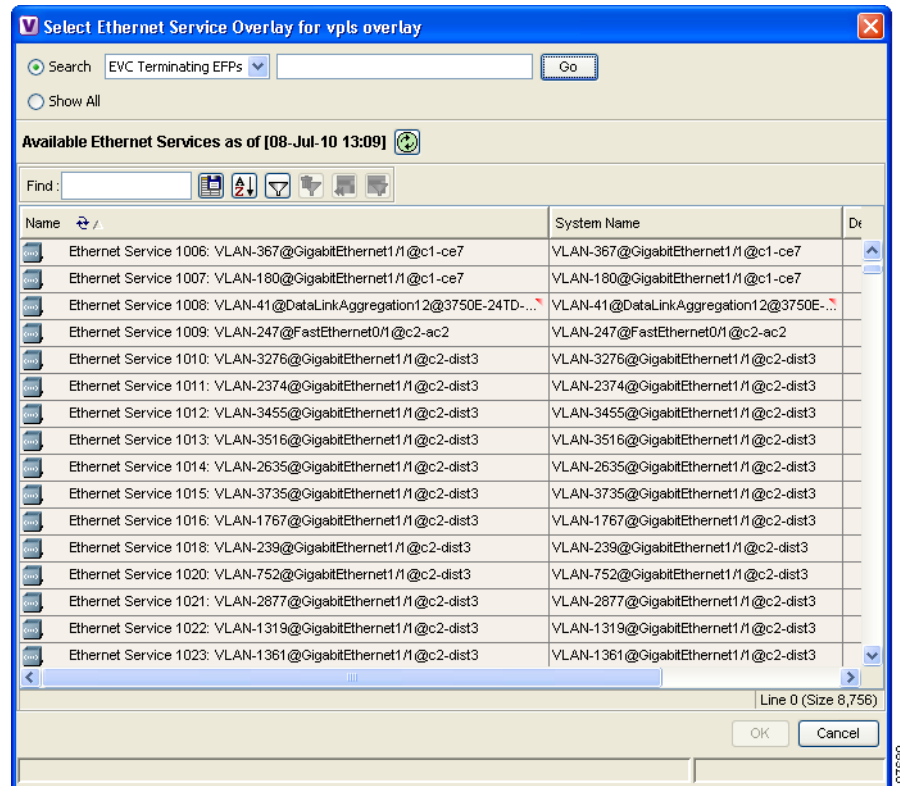 Select Ethernet Service Overlay for vpls overlay
Search EVC Terminating EFPs Go
Show All
Available Ethernet Services as of [08-Jul-10 13:09]
Find :
Name System Name De
Ethernet Service 1006: VLAN-367@GigabitEthernet1/1@c1-ce7 VLAN-367@GigabitEthernet1/1@c1-ce7
Ethernet Service 1007: VLAN-180@GigabitEthernet1/1@c1-ce7 VLAN-180@GigabitEthernet1/1@c1-ce7
Ethernet Service 1008: VLAN-41@DataLinkAggregation12@3750E-24TD-... VLAN-41@DataLinkAggregation12@3750E-...
Ethernet Service 1009: VLAN-247@FastEthernet0/1@c2-ac2 VLAN-247@FastEthernet0/1@c2-ac2
Ethernet Service 1010: VLAN-3276@GigabitEthernet1/1@c2-dist3 VLAN-3276@GigabitEthernet1/1@c2-dist3
Ethernet Service 1011: VLAN-2374@GigabitEthernet1/1@c2-dist3 VLAN-2374@GigabitEthernet1/1@c2-dist3
Ethernet Service 1012: VLAN-3455@GigabitEthernet1/1@c2-dist3 VLAN-3455@GigabitEthernet1/1@c2-dist3
Ethernet Service 1013: VLAN-3516@GigabitEthernet1/1@c2-dist3 VLAN-3516@GigabitEthernet1/1@c2-dist3
Ethernet Service 1014: VLAN-2635@GigabitEthernet1/1@c2-dist3 VLAN-2635@GigabitEthernet1/1@c2-dist3
Ethernet Service 1015: VLAN-3735@GigabitEthernet1/1@c2-dist3 VLAN-3735@GigabitEthernet1/1@c2-dist3
Ethernet Service 1016: VLAN-1767@GigabitEthernet1/1@c2-dist3 VLAN-1767@GigabitEthernet1/1@c2-dist3
Ethernet Service 1018: VLAN-239@GigabitEthernet1/1@c2-dist3 VLAN-239@GigabitEthernet1/1@c2-dist3
Ethernet Service 1020: VLAN-752@GigabitEthernet1/1@c2-dist3 VLAN-752@GigabitEthernet1/1@c2-dist3
Ethernet Service 1021: VLAN-2877@GigabitEthernet1/1@c2-dist3 VLAN-2877@GigabitEthernet1/1@c2-dist3
Ethernet Service 1022: VLAN-1319@GigabitEthernet1/1@c2-dist3 VLAN-1319@GigabitEthernet1/1@c2-dist3
Ethernet Service 1023: VLAN-1361@GigabitEthernet1/1@c2-dist3 VLAN-1361@GigabitEthernet1/1@c2-dist3
Line 0 (Size 8,756)
OK Cancel